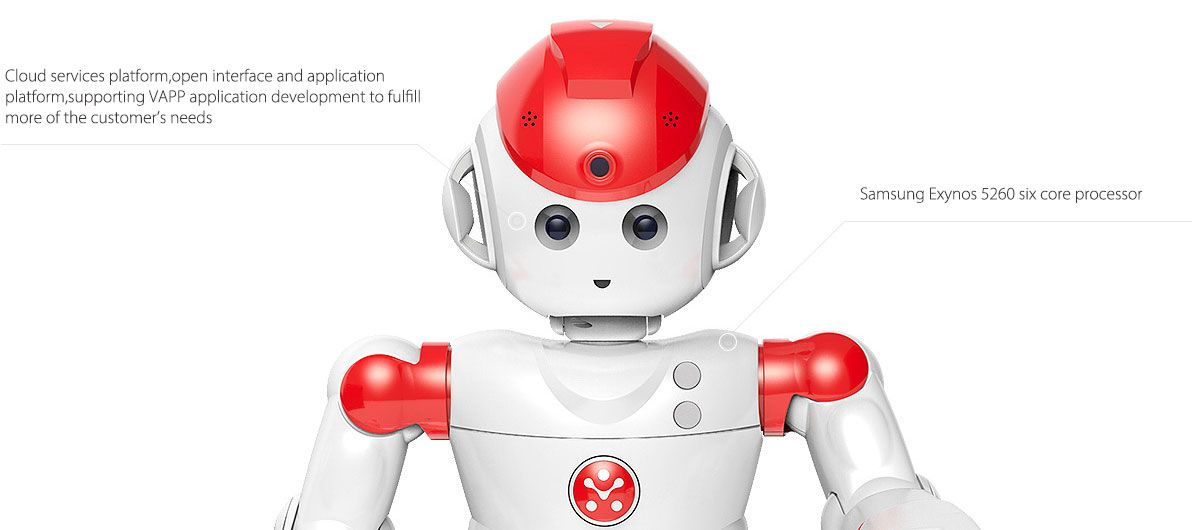 Cloud services platform,open interface and application
platform,supporting VAPP application development to fulfill
more of the customer's needs
Samsung Exynos 5260 six core processor